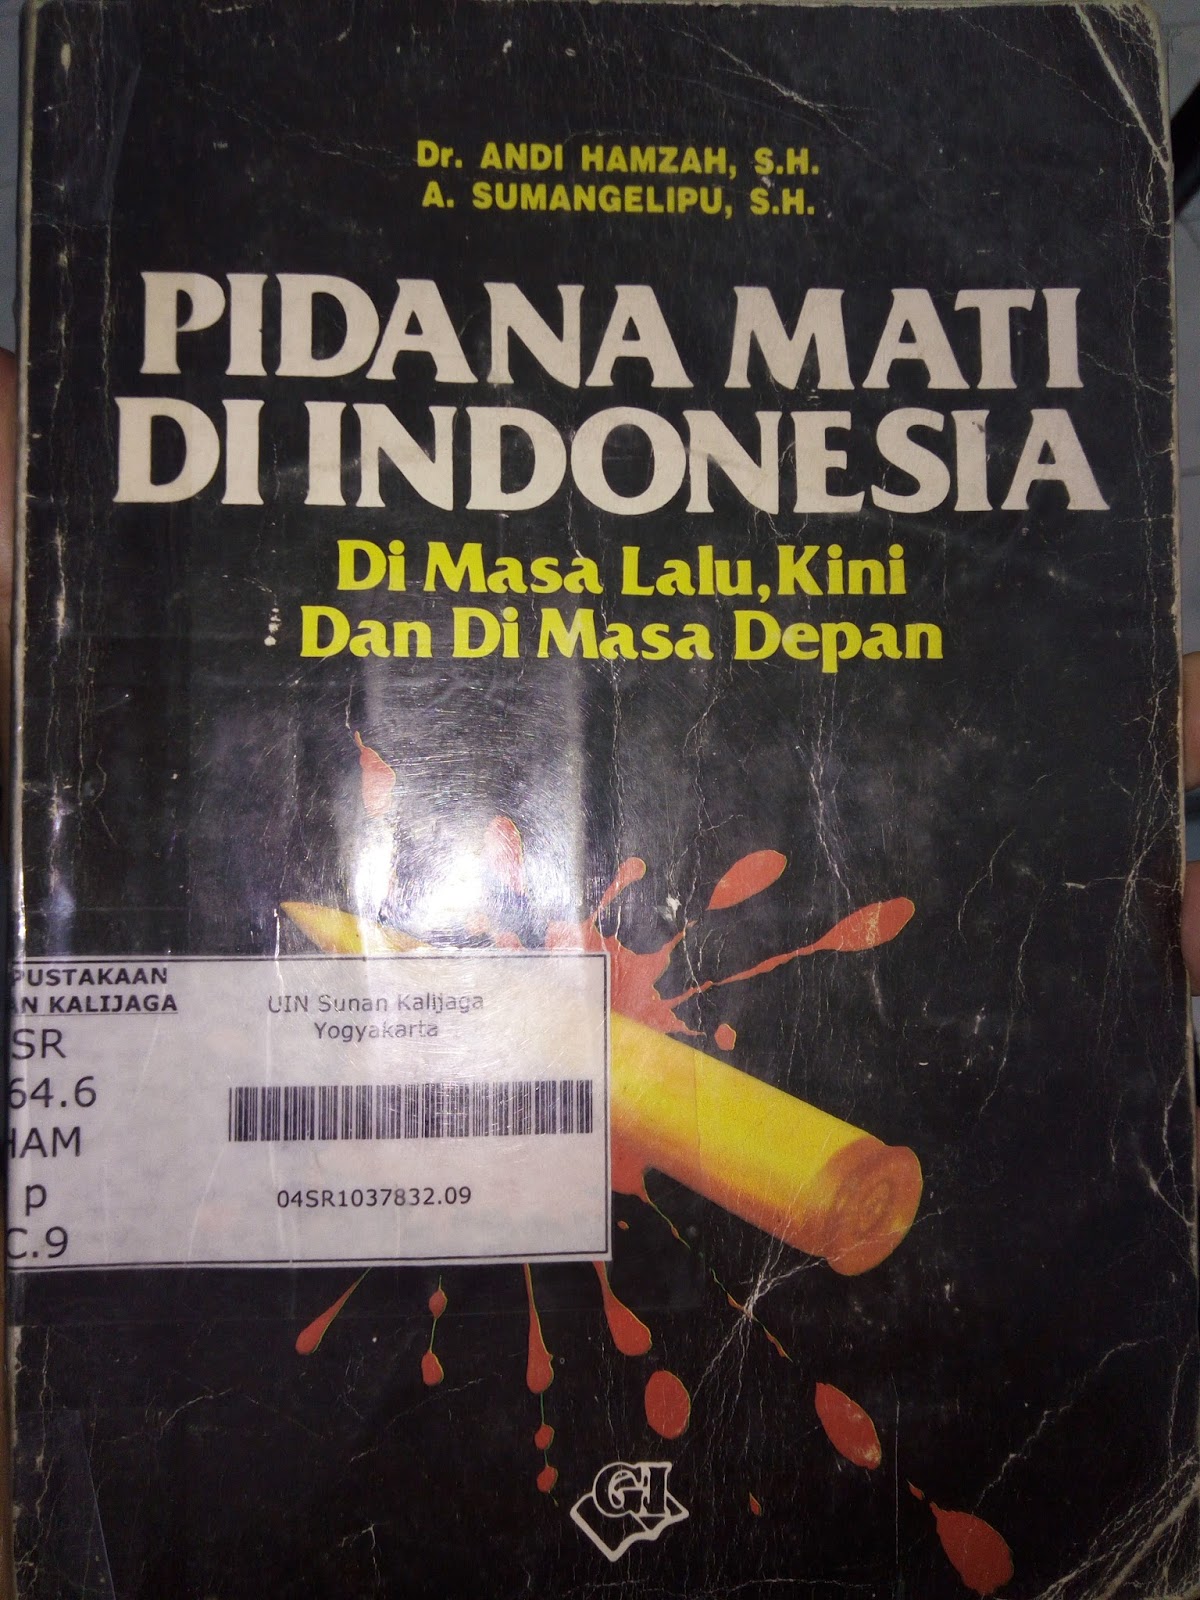 Dr. ANDI HAMZAH, S.H.
A. SUMANGELIPU, S.H.
PIDANA MATI
DI INDONESIA
Di Masa Lalu, Kini
Dan Di Masa Depan
PUSTAKAAN
AN KALIJAGA
SR
64.6
HAM
p
C.9
UIN Sunan Kalijaga
Yogyakarta
04SR1037832.09
GI